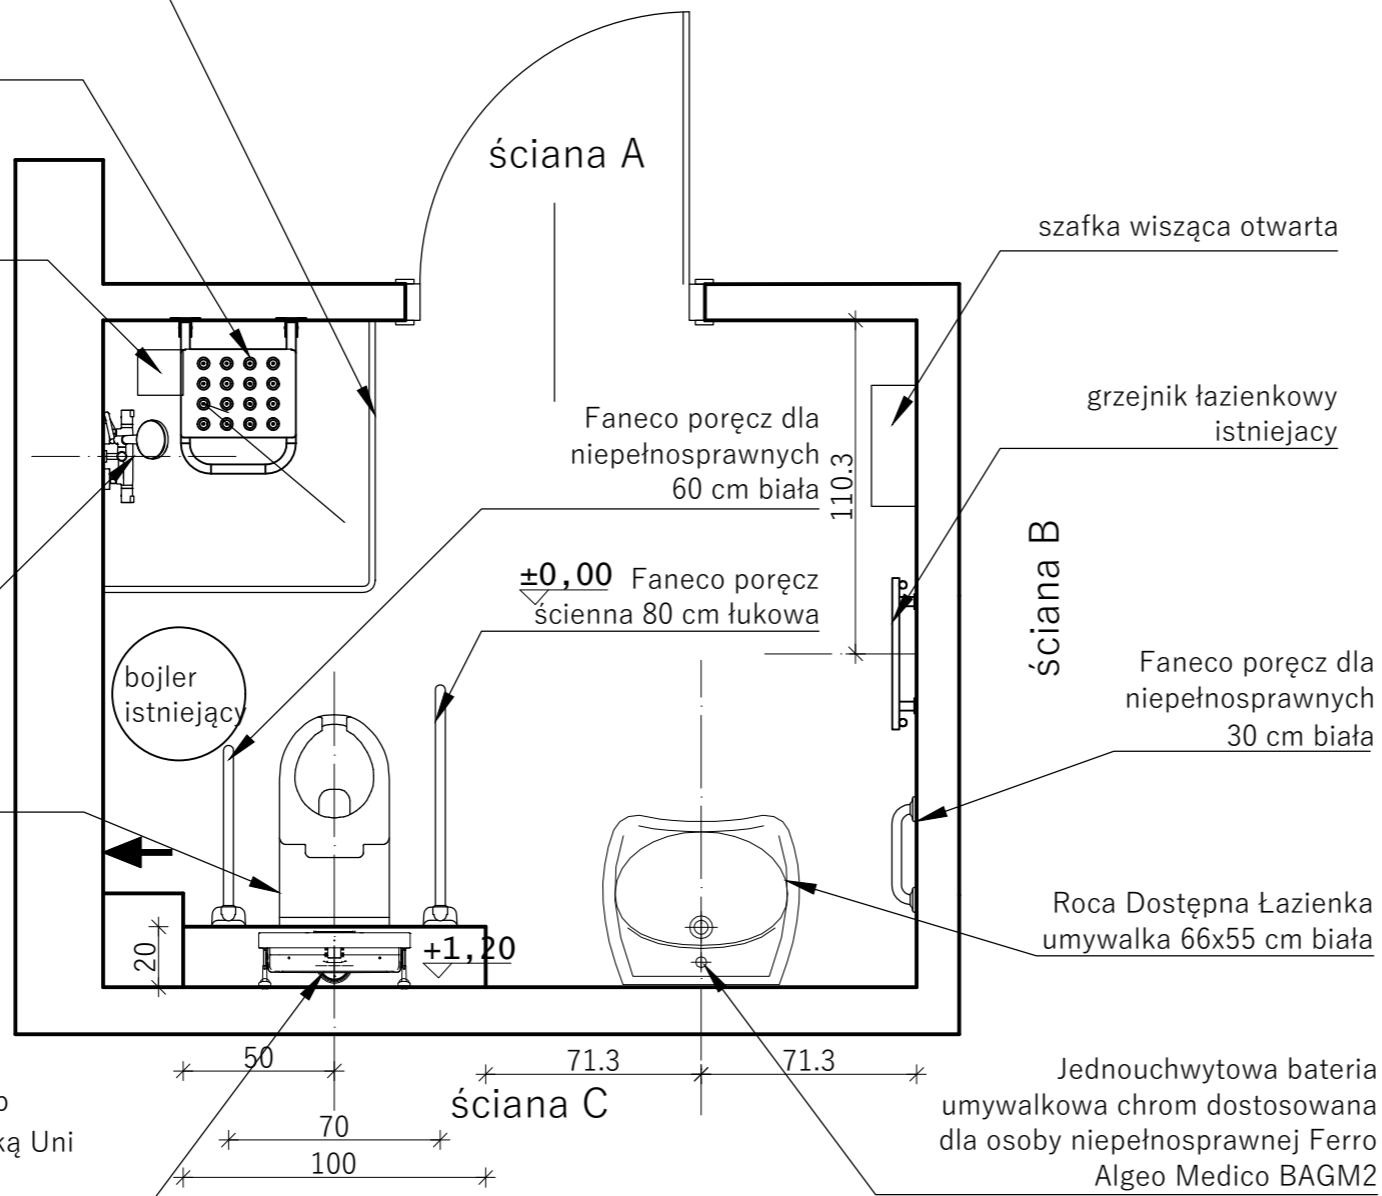 ściana A
szafka wisząca otwarta
grzejnik łazienkowy
istniejacy
Faneco poręcz dla
niepełnosprawnych
60 cm biała
110.3
ściana B
±0,00 Faneco poręcz
ścienna 80 cm łukowa
bojler
istniejący
Faneco poręcz dla
niepełnosprawnych
30 cm biała
Roca Dostępna Łazienka
umywalka 66x55 cm biała
20
+1,20
50
71.3
71.3
ściana C
70
100
Jednouchwytowa bateria
umywalkowa chrom dostosowana
dla osoby niepełnosprawnej Ferro
Algeo Medico BAGM2
Uni